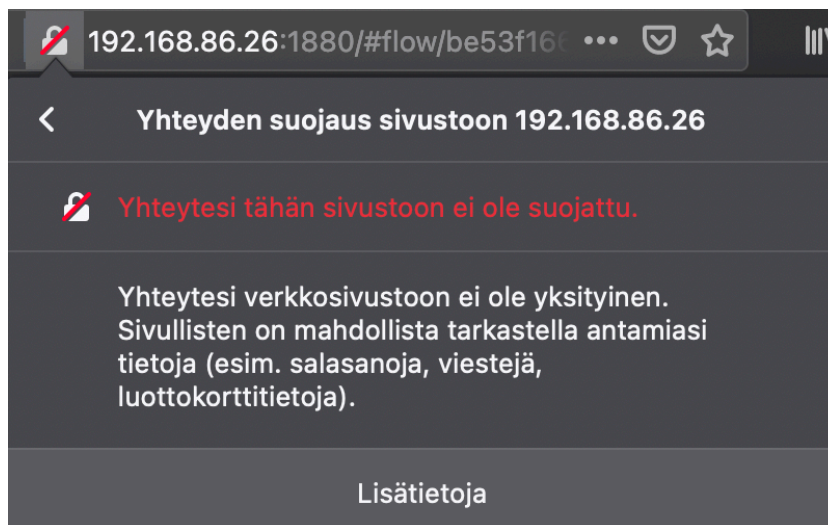 192.168.86.26:1880/#flow/be53f166
Yhteyden suojaus sivustoon 192.168.86.26
Yhteytesi tähän sivustoon ei ole suojattu.
Yhteytesi verkkosivustoon ei ole yksityinen.
Sivullisten on mahdollista tarkastella antamiasi
tietoja (esim. salasanoja, viestejä,
luottokorttitietoja).
Lisätietoja